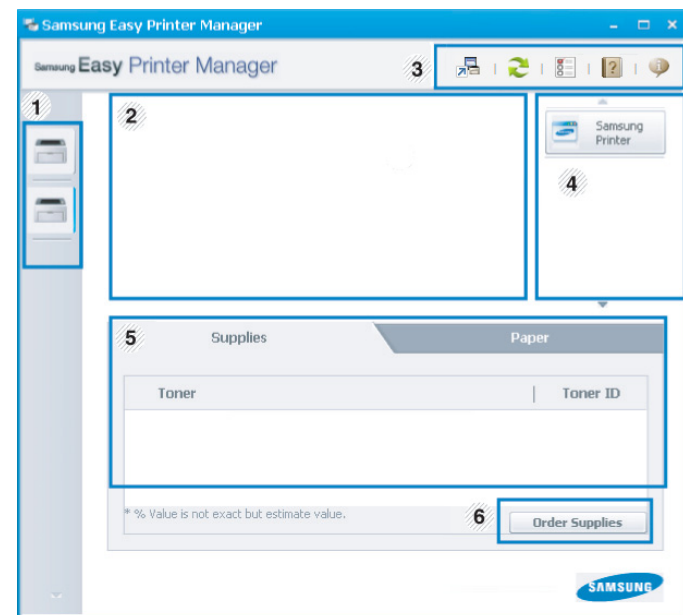 Samsung Easy Printer Manager
Samsung Easy Printer Manager
3
1
2
Samsung
Printer
4
5
Supplies
Paper
Toner
Toner ID
* % Value is not exact but estimate value.
6
Order Supplies
SAMSUNG